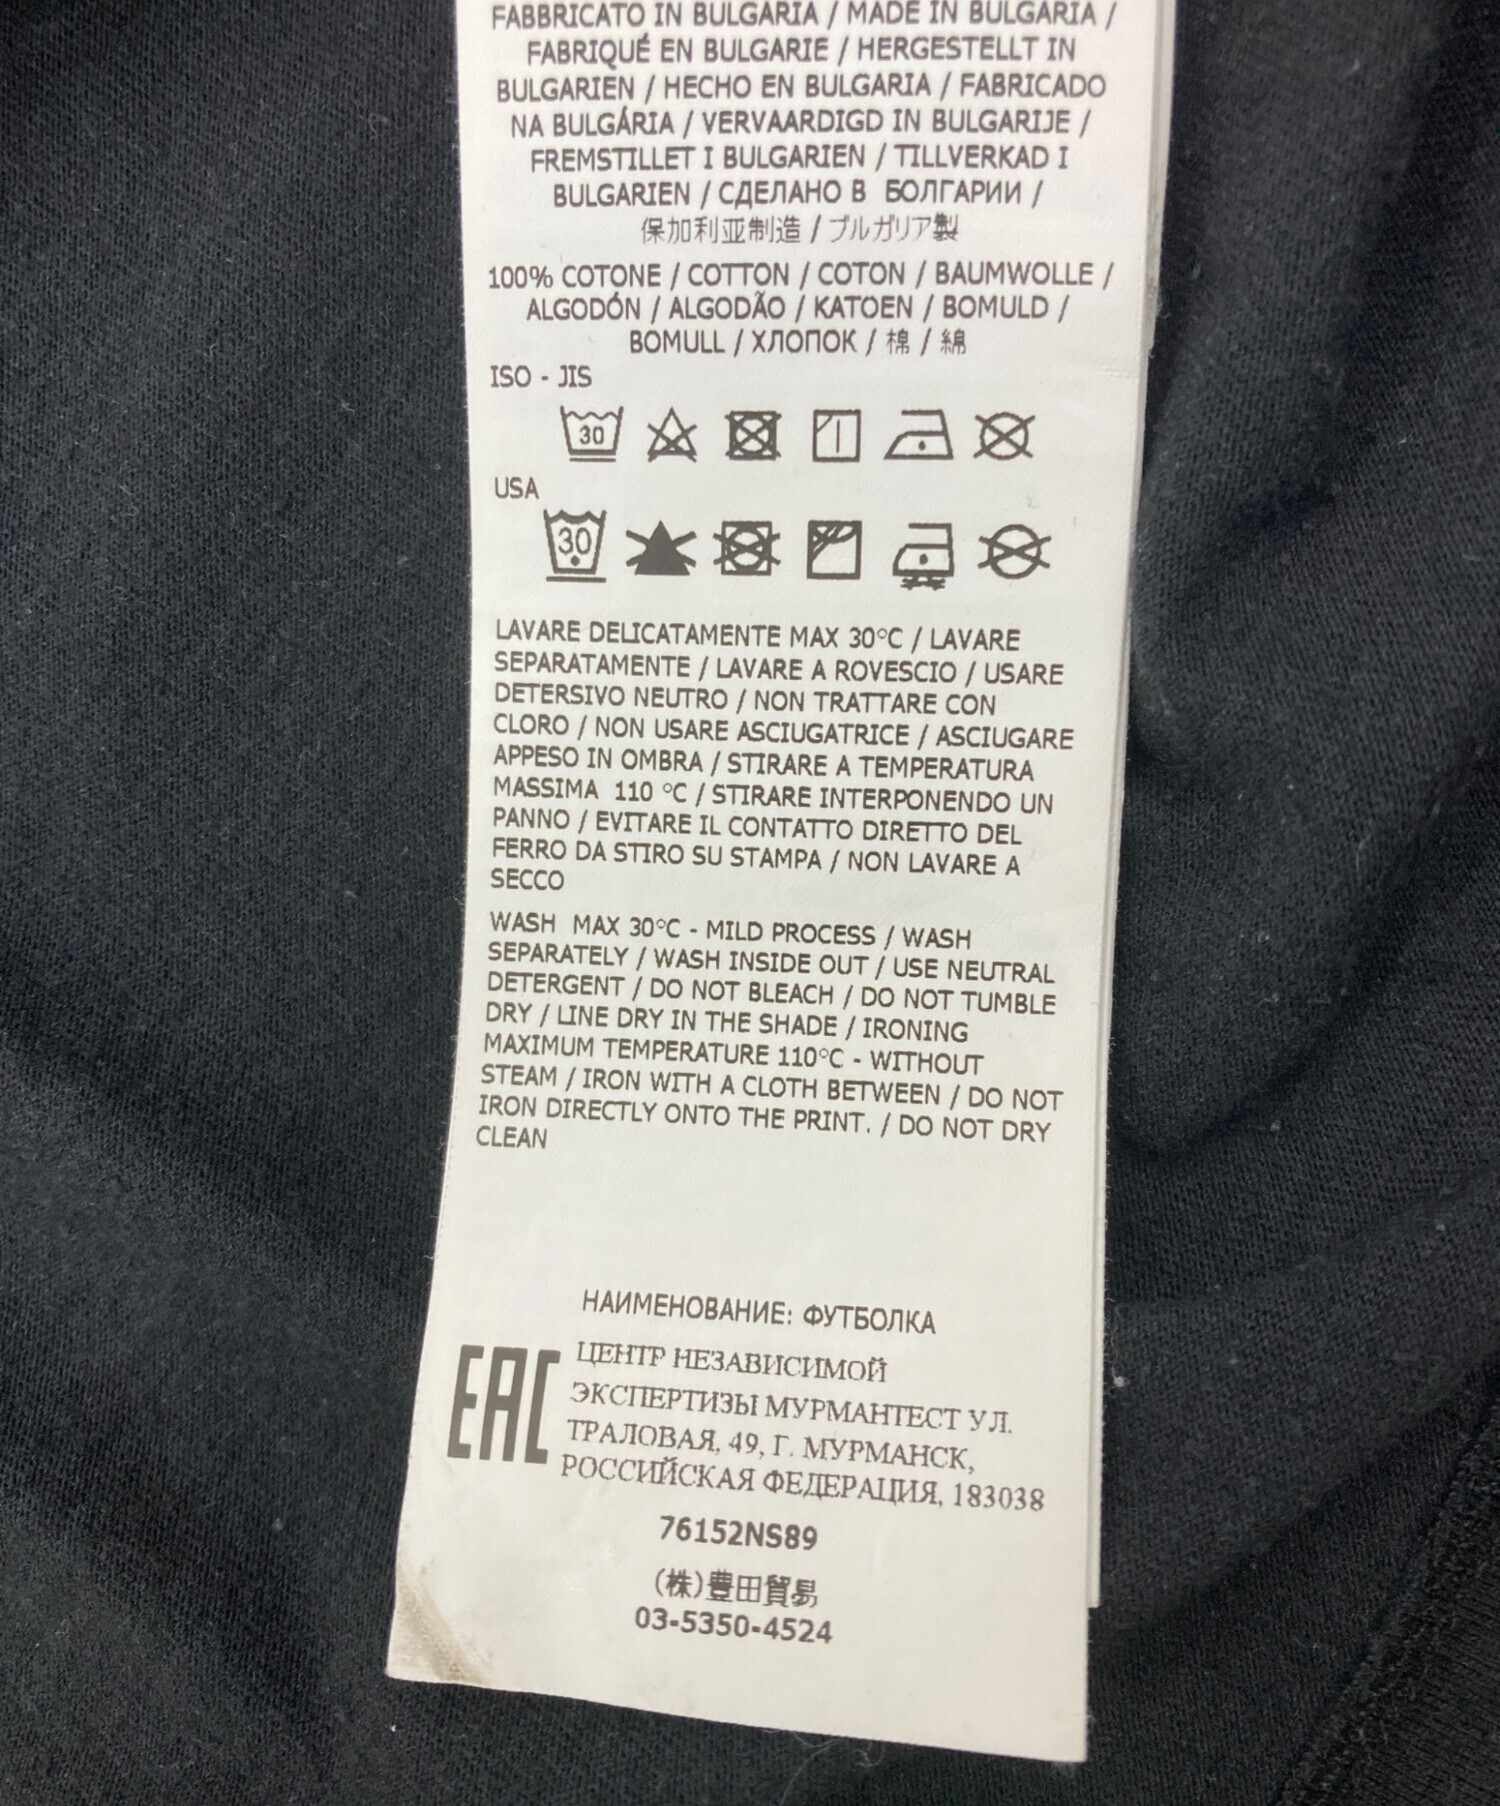 FABBRICATO IN BULGARIA / MADE IN BULGARIA /
FABRIQUÉ EN BULGARIE / HERGESTELLT IN
BULGARIEN / HECHO EN BULGARIA / FABRICADO
NA BULGÁRIA / VERVAARDIGD IN BULGARIJE /
FREMSTILLET I BULGARIEN / TILLVERKAD I
BULGARIEN / СДЕЛАНО В БОЛГАРИИ /
保加利亚制造 / ブルガリア製
100% COTONE / COTTON / COTON / BAUMWOLLE /
ALGODÓN / ALGODÃO / KATOEN / BOMULD /
BOMULL / ХЛОПОК / 棉 / 綿
ISO - JIS
30
USA
30
LAVARE DELICATAMENTE MAX 30°C / LAVARE
SEPARATAMENTE / LAVARE A ROVESCIO / USARE
DETERSIVO NEUTRO / NON TRATTARE CON
CLORO / NON USARE ASCIUGATRICE / ASCIUGARE
APPESO IN OMBRA / STIRARE A TEMPERATURA
MASSIMA 110 °C / STIRARE INTERPONENDO UN
PANNO / EVITARE IL CONTATTO DIRETTO DEL
FERRO DA STIRO SU STAMPA / NON LAVARE A
SECCO
WASH MAX 30°C - MILD PROCESS / WASH
SEPARATELY / WASH INSIDE OUT / USE NEUTRAL
DETERGENT / DO NOT BLEACH / DO NOT TUMBLE
DRY / LINE DRY IN THE SHADE / IRONING
MAXIMUM TEMPERATURE 110°C - WITHOUT
STEAM / IRON WITH A CLOTH BETWEEN / DO NOT
IRON DIRECTLY ONTO THE PRINT. / DO NOT DRY
CLEAN
НАИМЕНОВАНИЕ: ФУТБОЛКА
EAC
ЦЕНТР НЕЗАВИСИМОЙ
ЭКСПЕРТИЗЫ МУРМАНТЕСТ УЛ.
ТРАЛОВАЯ, 49, Г. МУРМАНСК,
РОССИЙСКАЯ ФЕДЕРАЦИЯ, 183038
76152NS89
(株)豊田貿易
03-5350-4524